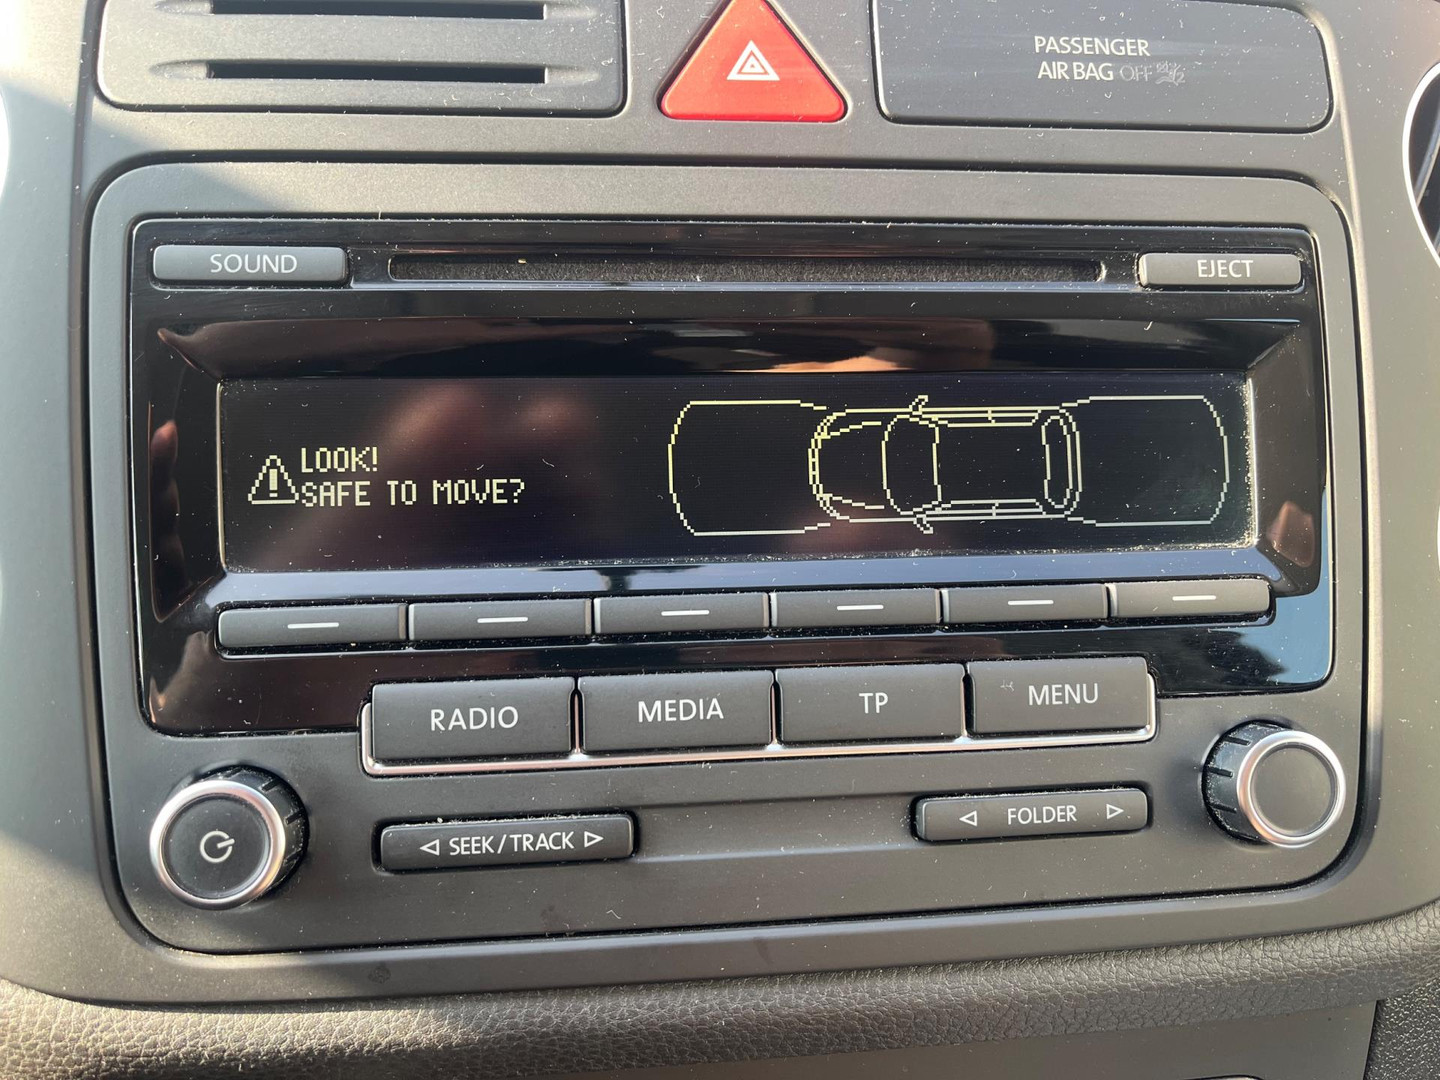 PASSENGER
AIR BAG OFF
SOUND
EJECT
LOOK!
SAFE TO MOVE?
RADIO
MEDIA
TP
MENU
SEEK/TRACK
FOLDER